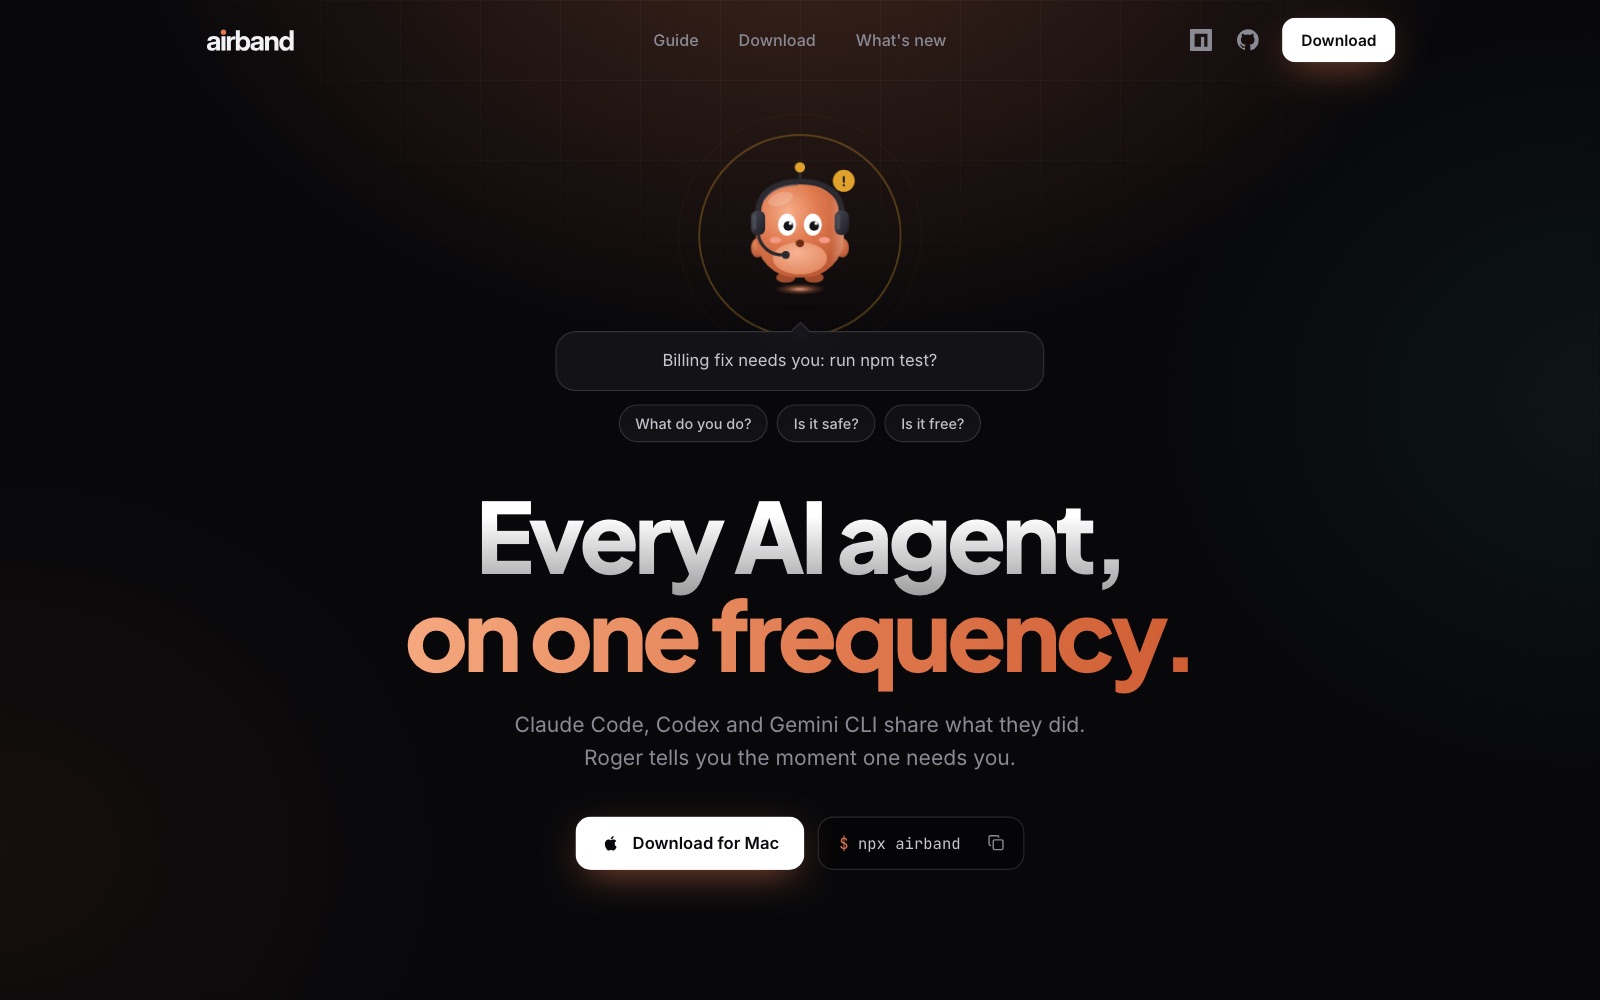 airband
Guide
Download
What's new
Download
!
Billing fix needs you: run npm test?
What do you do?
Is it safe?
Is it free?
Every AI agent,
on one frequency.
Claude Code, Codex and Gemini CLI share what they did.
Roger tells you the moment one needs you.
Download for Mac
$ npx airband